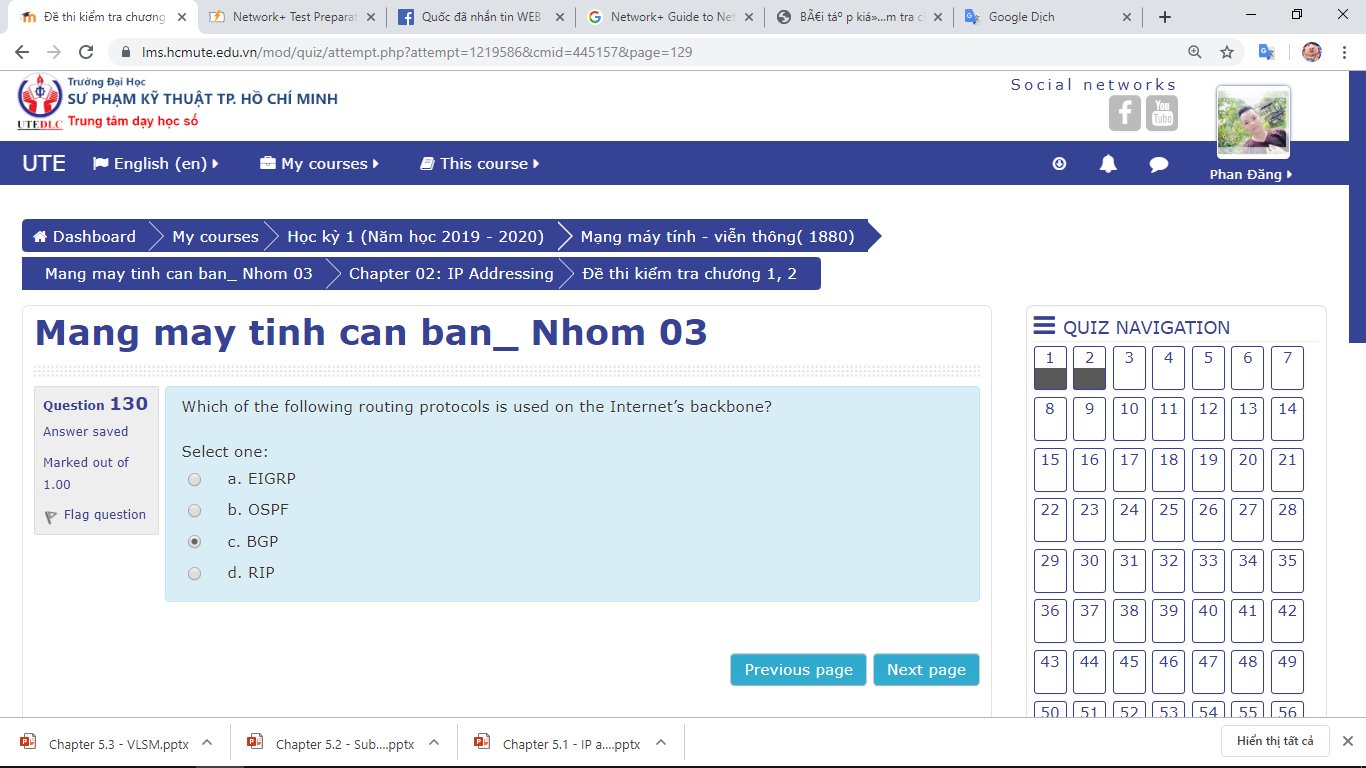 Đề thi kiểm tra chương
Network+ Test Preparat
Quốc đã nhắn tin WEB
Network+ Guide to Net
BÃ€i táº­p kiá»…m tra c
Google Dịch
lms.hcmute.edu.vn/mod/quiz/attempt.php?attempt=1219586&cmid=445157&page=129
Trường Đại Học
SƯ PHẠM KỸ THUẬT TP. HỒ CHÍ MINH
UTEDLC
Trung tâm dạy học số
Social networks
You
Tube
UTE
English (en)
My courses
This course
Phan Đăng
Dashboard
My courses
Học kỳ 1 (Năm học 2019 - 2020)
Mạng máy tính - viễn thông( 1880)
Mang may tinh can ban_ Nhom 03
Chapter 02: IP Addressing
Đề thi kiểm tra chương 1, 2
Mang may tinh can ban_ Nhom 03
Question 130
Answer saved
Marked out of
1.00
Flag question
Which of the following routing protocols is used on the Internet’s backbone?
Select one:
a. EIGRP
b. OSPF
c. BGP
d. RIP
Previous page
Next page
QUIZ NAVIGATION
1 2 3 4 5 6 7
8 9 10 11 12 13 14
15 16 17 18 19 20 21
22 23 24 25 26 27 28
29 30 31 32 33 34 35
36 37 38 39 40 41 42
43 44 45 46 47 48 49
50 51 52 53 54 55 56
Chapter 5.3 - VLSM.pptx
Chapter 5.2 - Sub....pptx
Chapter 5.1 - IP a....pptx
Hiển thị tất cả